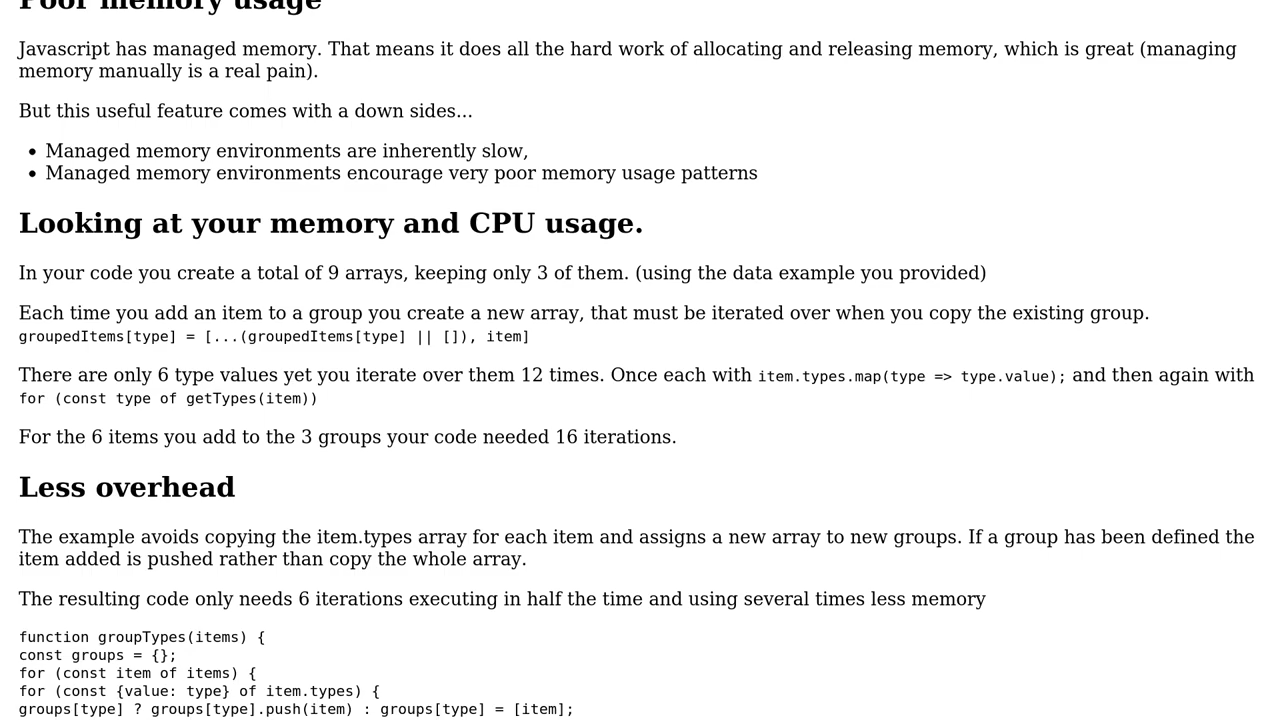 Poor memory usage
Javascript has managed memory. That means it does all the hard work of allocating and releasing memory, which is great (managing
memory manually is a real pain).
But this useful feature comes with a down sides...
• Managed memory environments are inherently slow,
• Managed memory environments encourage very poor memory usage patterns
Looking at your memory and CPU usage.
In your code you create a total of 9 arrays, keeping only 3 of them. (using the data example you provided)
Each time you add an item to a group you create a new array, that must be iterated over when you copy the existing group.
groupedItems[type] = [...(groupedItems[type] || []), item]
There are only 6 type values yet you iterate over them 12 times. Once each with item.types.map(type => type.value); and then again with
for (const type of getTypes(item))
For the 6 items you add to the 3 groups your code needed 16 iterations.
Less overhead
The example avoids copying the item.types array for each item and assigns a new array to new groups. If a group has been defined the
item added is pushed rather than copy the whole array.
The resulting code only needs 6 iterations executing in half the time and using several times less memory
function groupTypes(items) {
const groups = {};
for (const item of items) {
for (const {value: type} of item.types) {
groups[type] ? groups[type].push(item) : groups[type] = [item];